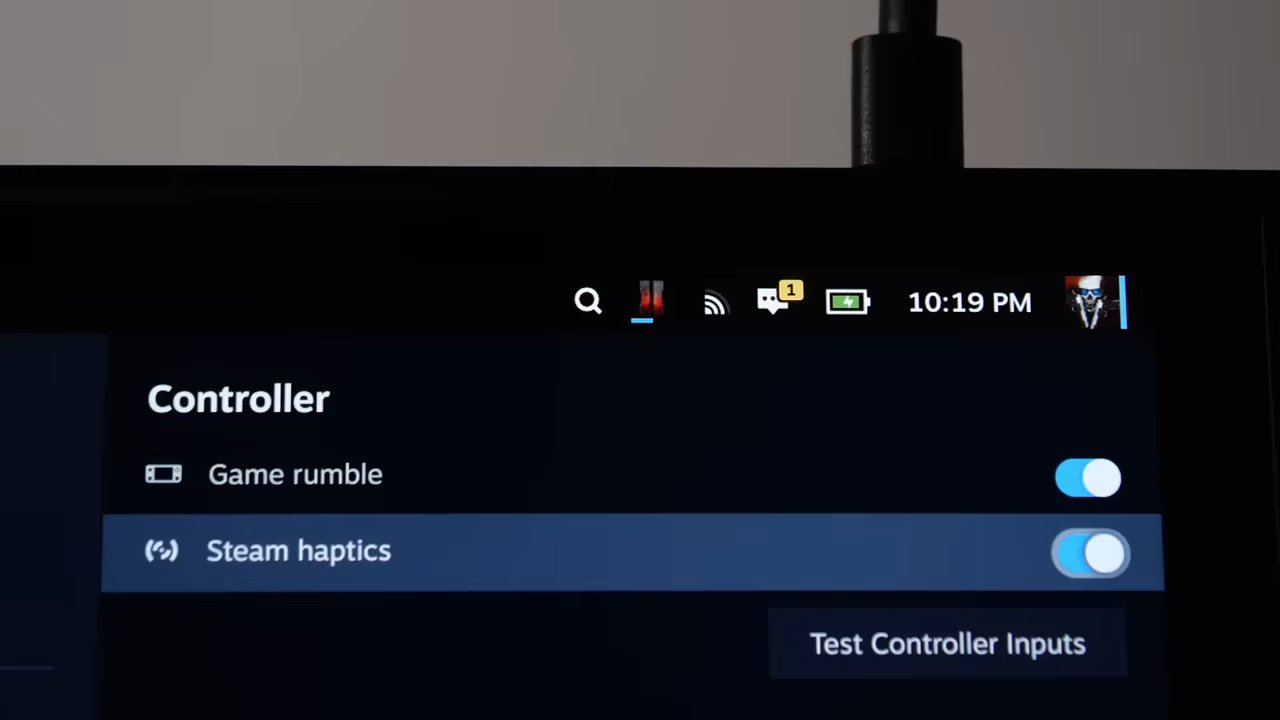 1
10:19 PM
Controller
Game rumble
Steam haptics
Test Controller Inputs